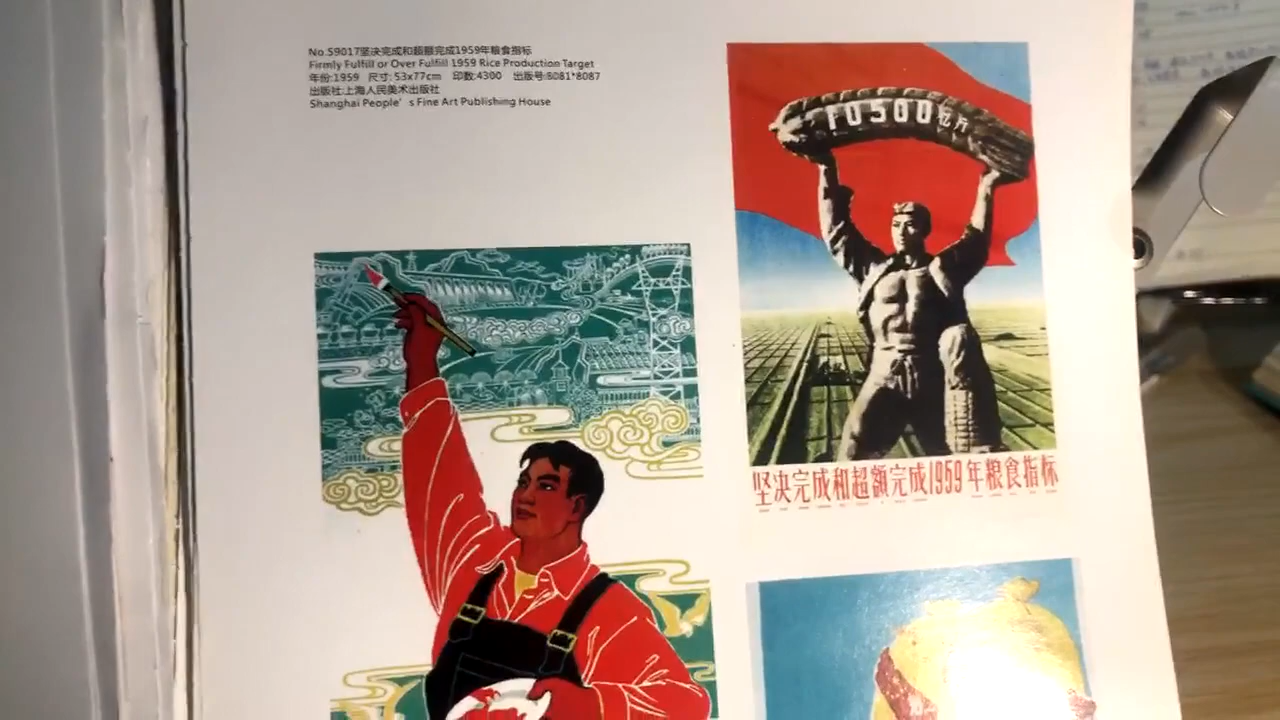 No.59017坚决完成和超额完成1959年粮食指标
Firmly Fulfill or Over Fulfill 1959 Rice Production Target
年份:1959 尺寸:53x77cm 印数:4300 出版号:8081*8087
出版社:上海人民美术出版社
Shanghai People’s Fine Art Publishing House
10500亿斤
坚决完成和超额完成1959年粮食指标